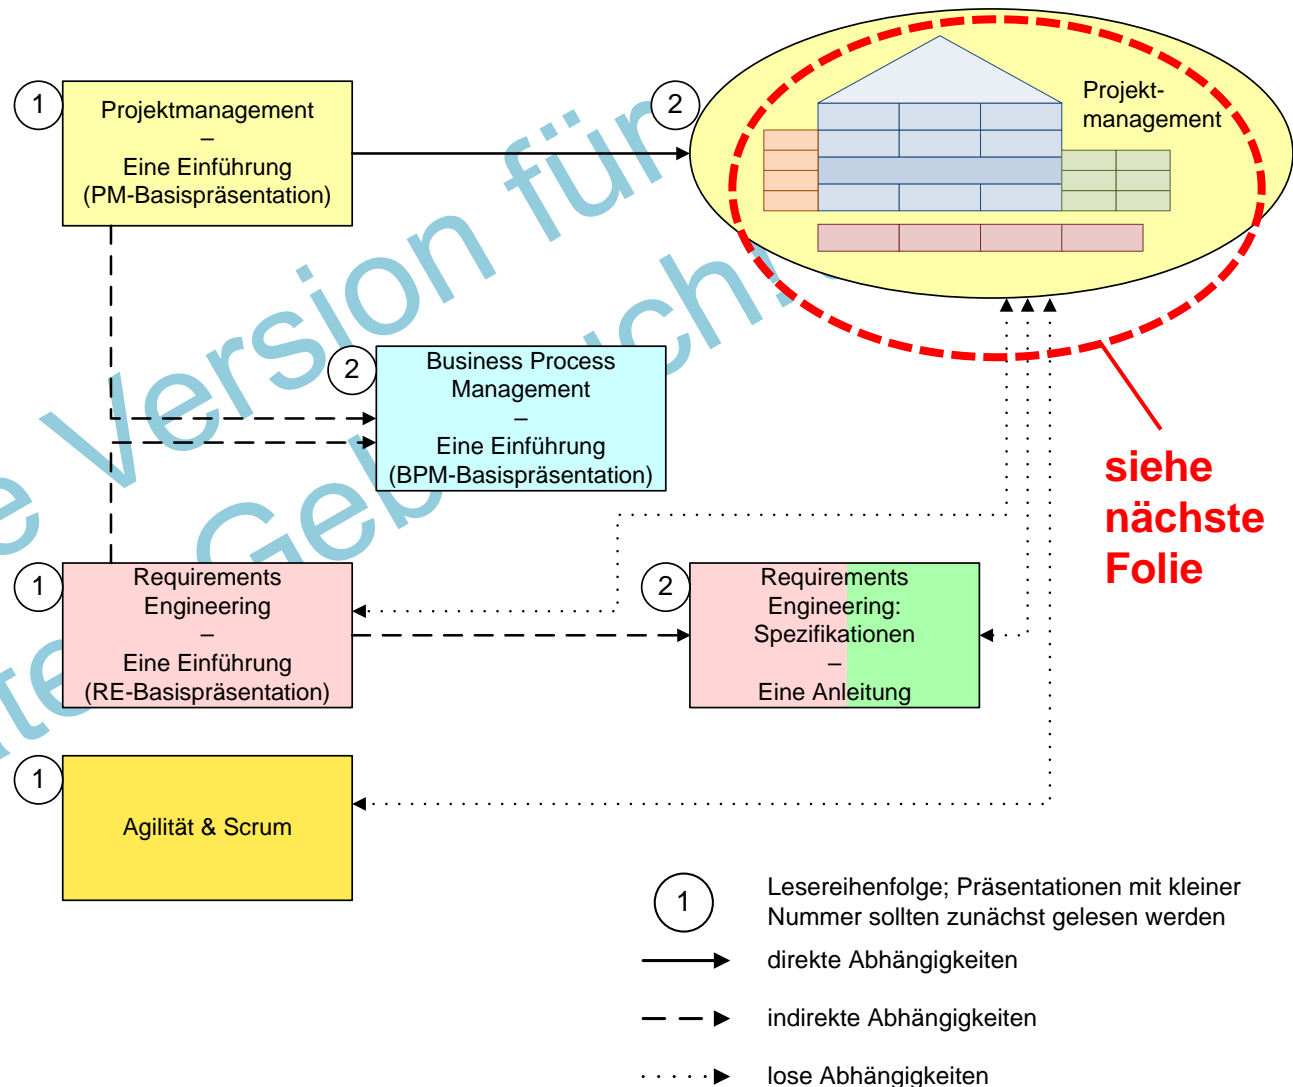 1
Projektmanagement
–
Eine Einführung
(PM-Basispräsentation)
2
Projekt-
management
2
Business Process
Management
–
Eine Einführung
(BPM-Basispräsentation)
siehe
nächste
Folie
1
Requirements
Engineering
–
Eine Einführung
(RE-Basispräsentation)
2
Requirements
Engineering:
Spezifikationen
–
Eine Anleitung
1
Agilität & Scrum
1
Lesereihenfolge; Präsentationen mit kleiner
Nummer sollten zunächst gelesen werden
direkte Abhängigkeiten
indirekte Abhängigkeiten
lose Abhängigkeiten
Version für